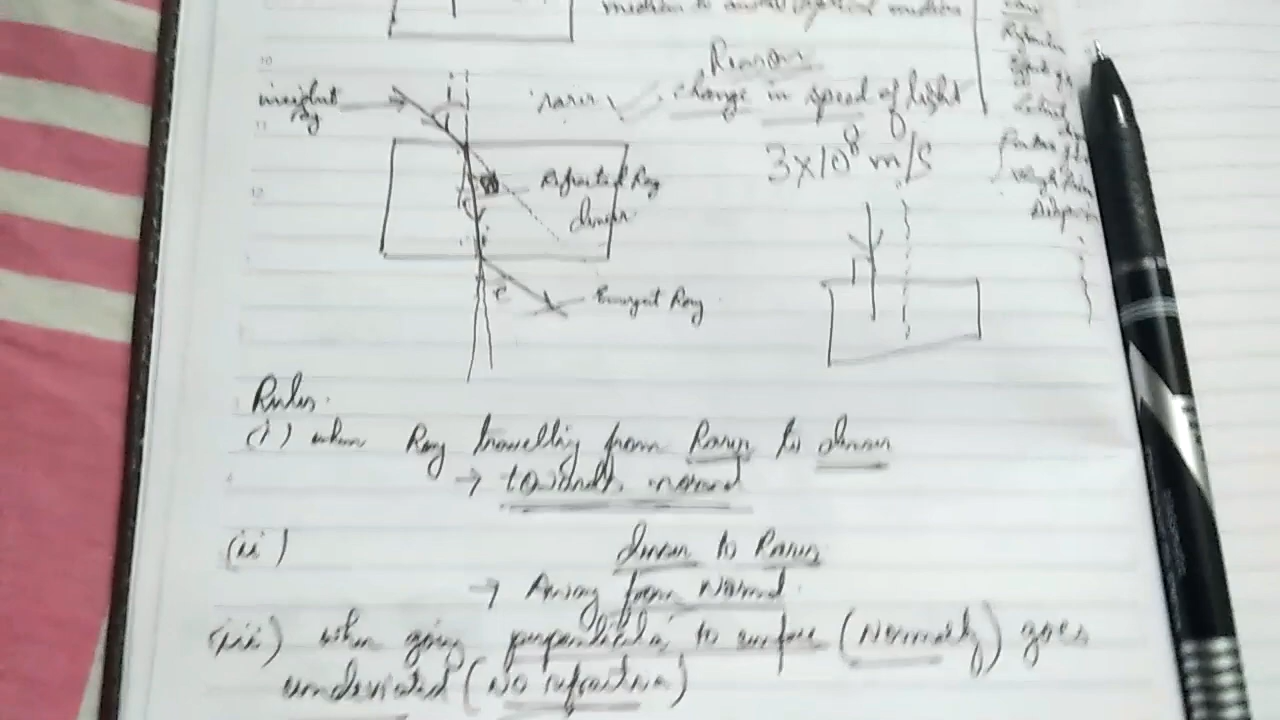 medium to another optical medium
Reason
rarer change in speed of light
ray
3×10⁸ m/s
Refracted Ray
denser
Emergent Ray
i
r
e
Rules.
(i) when Ray travelling from Rarer to denser
→ towards normal
(ii) denser to Rarer
→ Away from Normal.
(iii) when going perpendicular to surface (Normally) goes
undeviated (No refraction)